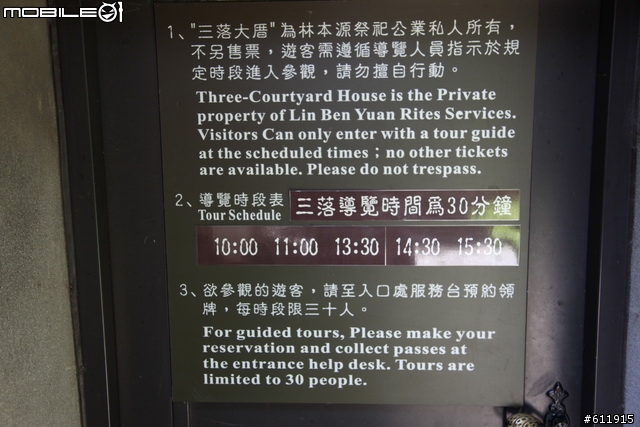 MOBILE01
1、"三落大厝"為林本源祭祀公業私人所有，
不另售票，遊客需遵循導覽人員指示於規
定時段進入參觀，請勿擅自行動。
Three-Courtyard House is the Private
property of Lin Ben Yuan Rites Services.
Visitors Can only enter with a tour guide
at the scheduled times；no other tickets
are available. Please do not trespass.
2、導覽時段表 三落導覽時間為30分鐘
Tour Schedule
10:00 11:00 13:30 14:30 15:30
3、欲參觀的遊客，請至入口處服務台預約領
牌，每時段限三十人。
For guided tours, Please make your
reservation and collect passes at
the entrance help desk. Tours are
limited to 30 people.
#611915